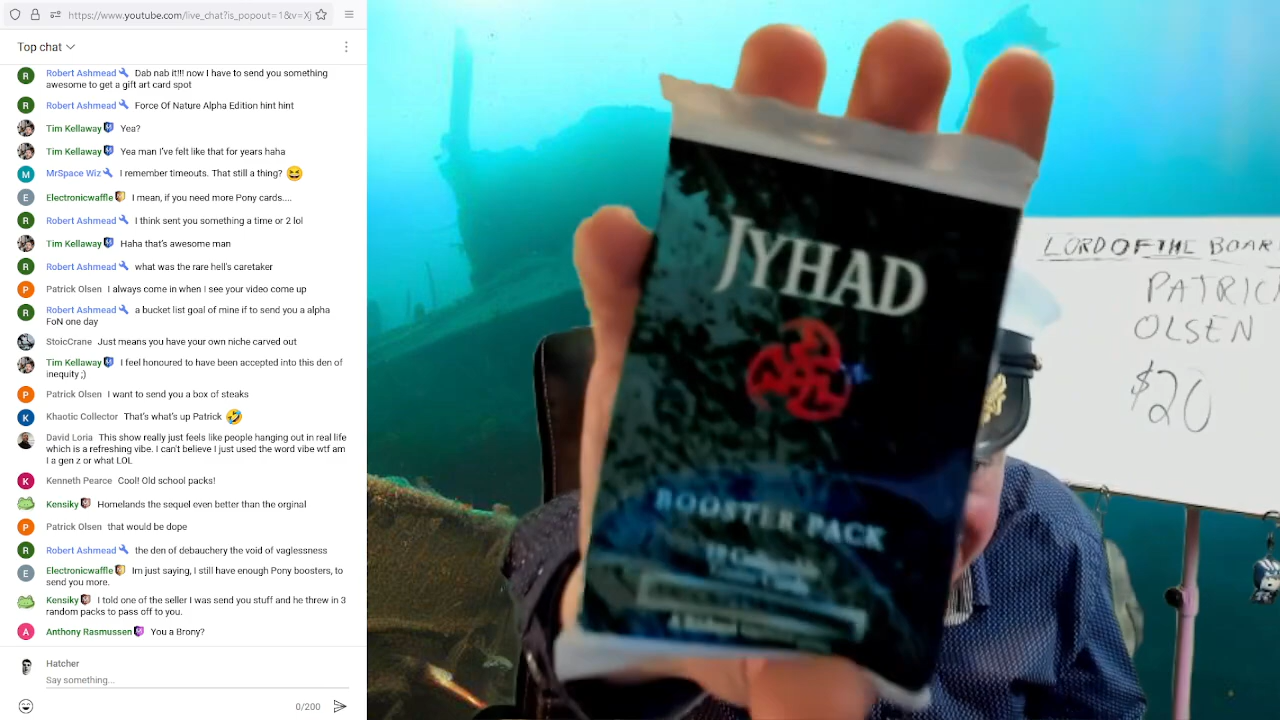 https://www.youtube.com/live_chat?is_popout=1&v=Xj
Top chat
Robert Ashmead Dab nab it!!! now I have to send you something
awesome to get a gift art card spot
Robert Ashmead Force Of Nature Alpha Edition hint hint
Tim Kellaway Yea?
Tim Kellaway Yea man I've felt like that for years haha
MrSpace Wiz I remember timeouts. That still a thing? 😆
Electronicwaffle I mean, if you need more Pony cards....
Robert Ashmead I think sent you something a time or 2 lol
Tim Kellaway Haha that's awesome man
Robert Ashmead what was the rare hell's caretaker
Patrick Olsen I always come in when I see your video come up
Robert Ashmead a bucket list goal of mine if to send you a alpha
FoN one day
StoicCrane Just means you have your own niche carved out
Tim Kellaway I feel honoured to have been accepted into this den of
inequity ;)
Patrick Olsen I want to send you a box of steaks
Khaotic Collector That's what's up Patrick 🤣
David Loria This show really just feels like people hanging out in real life
which is a refreshing vibe. I can't believe I just used the word vibe wtf am
I a gen z or what LOL
Kenneth Pearce Cool! Old school packs!
Kensiky Homelands the sequel even better than the orginal
Patrick Olsen that would be dope
Robert Ashmead the den of debauchery the void of vaglessness
Electronicwaffle Im just saying, I still have enough Pony boosters, to
send you more.
Kensiky I told one of the seller I was send you stuff and he threw in 3
random packs to pass off to you.
Anthony Rasmussen You a Brony?
Hatcher
Say something...
0/200
JYHAD
BOOSTER PACK
LORD OF THE BOAR
PATRIC
OLSEN
$20